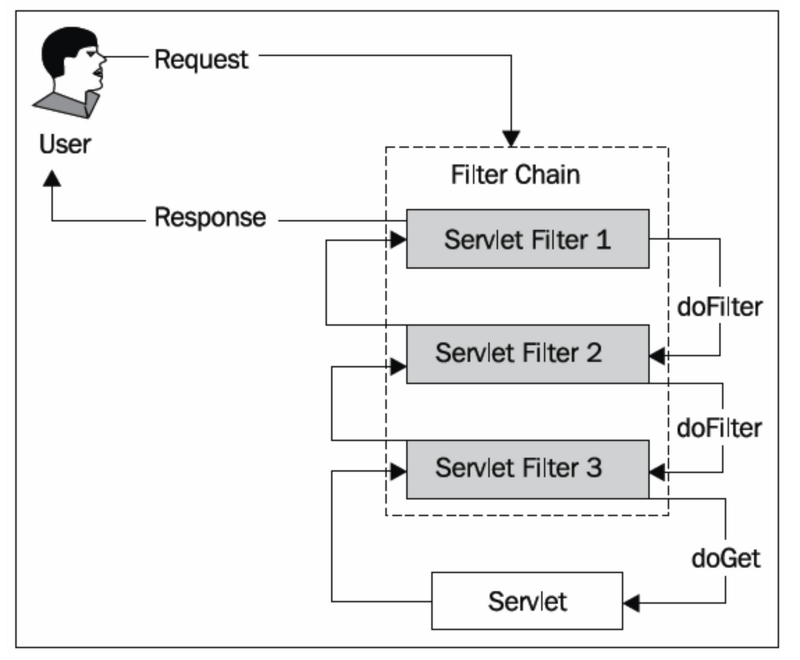 Request
User
Filter Chain
Response
Servlet Filter 1
doFilter
Servlet Filter 2
doFilter
Servlet Filter 3
doGet
Servlet